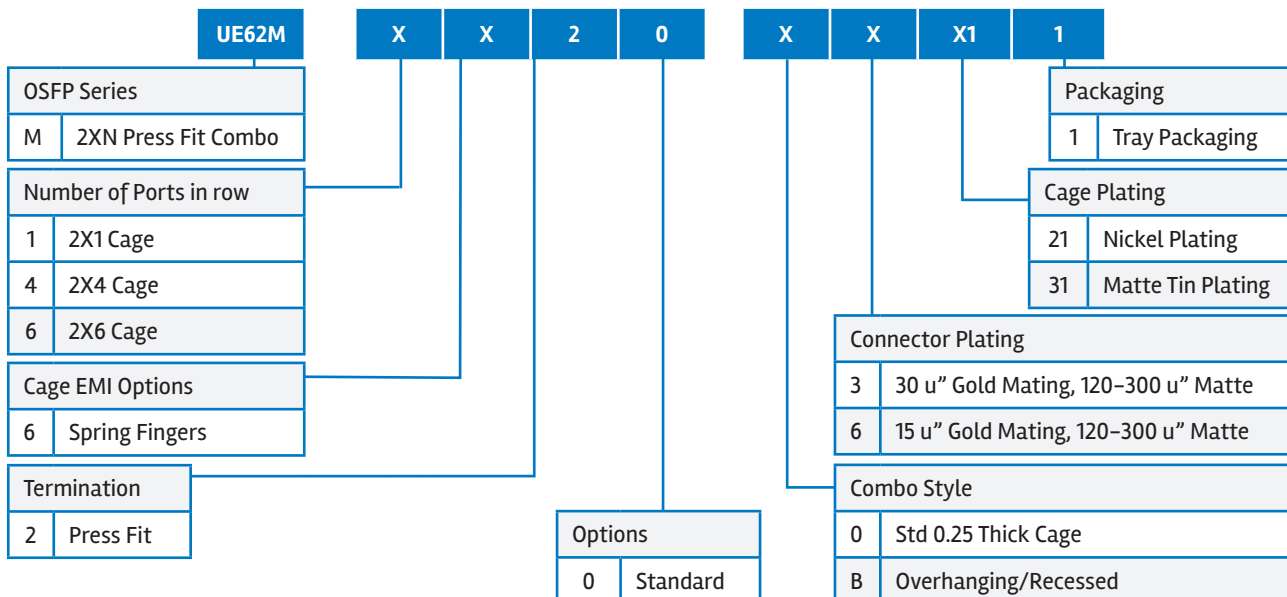 UE62M X X 2 0 X X X1 1
OSFP Series
M 2XN Press Fit Combo
Number of Ports in row
1 2X1 Cage
4 2X4 Cage
6 2X6 Cage
Cage EMI Options
6 Spring Fingers
Termination
2 Press Fit
Options
0 Standard
Packaging
1 Tray Packaging
Cage Plating
21 Nickel Plating
31 Matte Tin Plating
Connector Plating
3 30 u” Gold Mating, 120–300 u” Matte
6 15 u” Gold Mating, 120–300 u” Matte
Combo Style
0 Std 0.25 Thick Cage
B Overhanging/Recessed